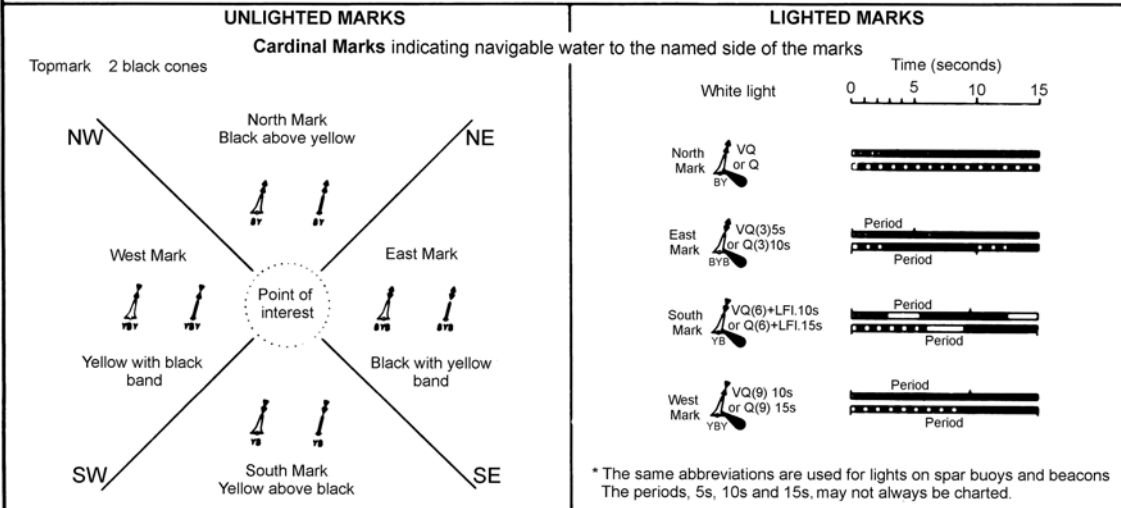 UNLIGHTED MARKS
LIGHTED MARKS
Cardinal Marks indicating navigable water to the named side of the marks
Topmark 2 black cones
NW
North Mark
Black above yellow
NE
BY
BY
West Mark
East Mark
YBY
YBY
Point of
interest
BYB
BYB
Yellow with black
band
Black with yellow
band
YB
YB
SW
South Mark
Yellow above black
SE
White light
Time (seconds)
0 5 10 15
North
Mark
BY
VQ
or Q
East
Mark
BYB
VQ(3)5s
or Q(3)10s
Period
Period
South
Mark
YB
VQ(6)+LFl.10s
or Q(6)+LFl.15s
Period
Period
West
Mark
YBY
VQ(9) 10s
or Q(9) 15s
Period
Period
* The same abbreviations are used for lights on spar buoys and beacons
The periods, 5s, 10s and 15s, may not always be charted.